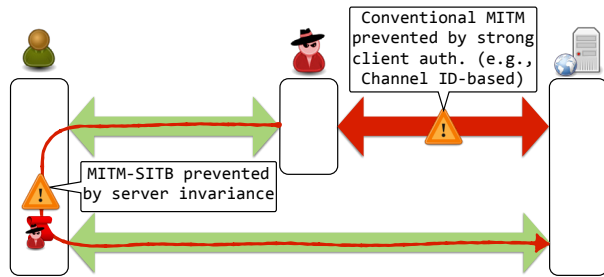 Conventional MITM
prevented by strong
client auth. (e.g.,
Channel ID-based)
MITM-SITB prevented
by server invariance